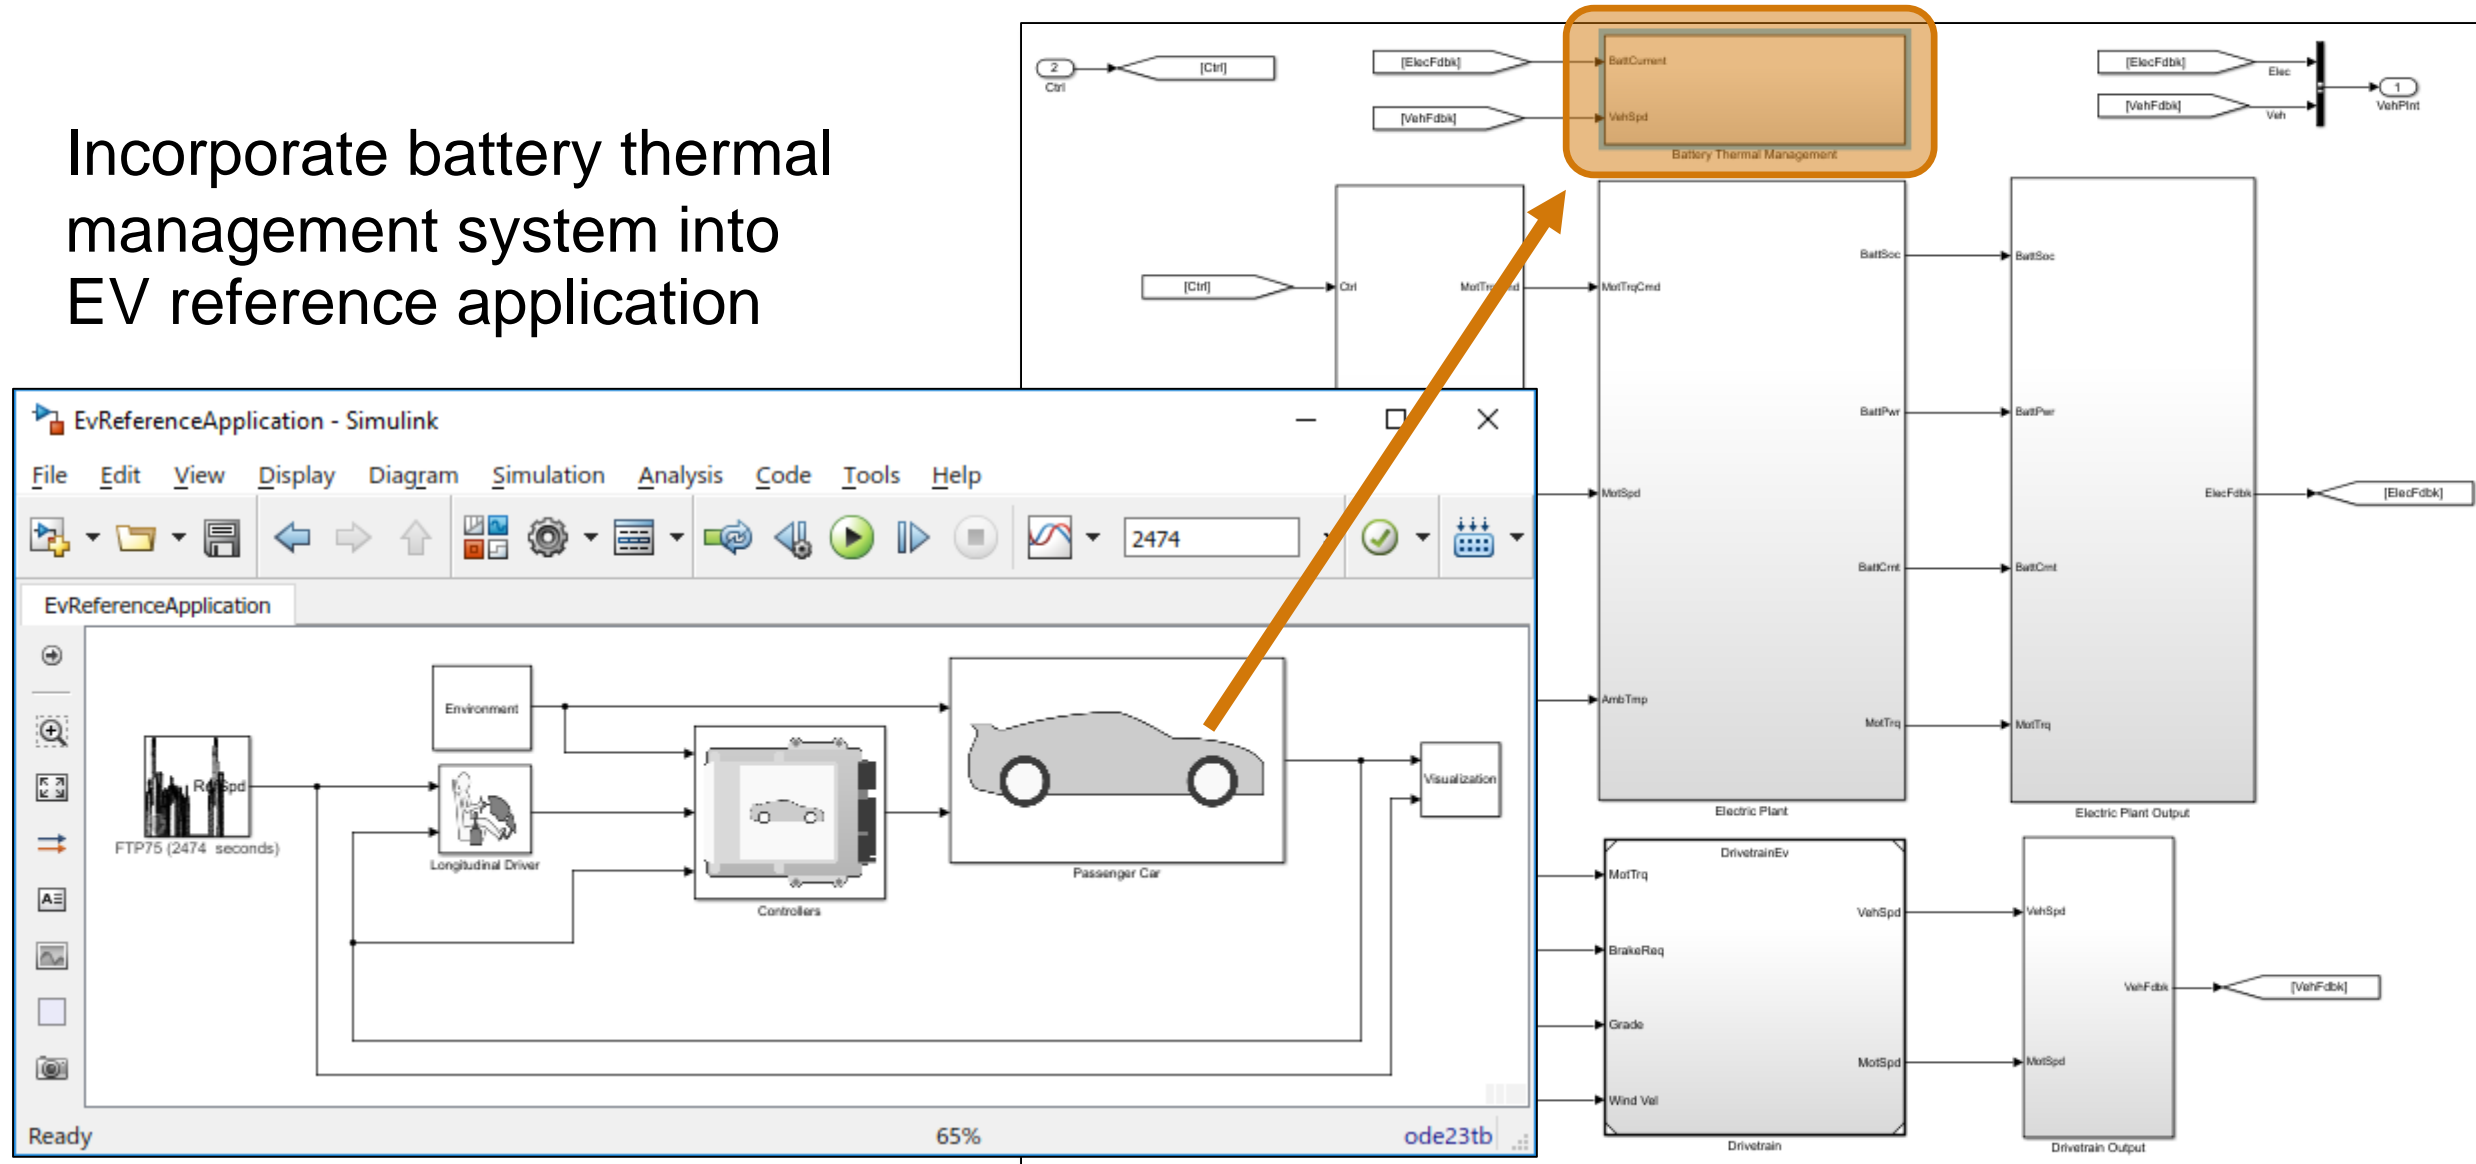 Incorporate battery thermal
management system into
EV reference application
2
Ctrl
[Ctrl]
[ElecFdbk]
[VehFdbk]
BattCurrent
VehSpd
Battery Thermal Management
[ElecFdbk]
[VehFdbk]
Elec
Veh
1
VehPlnt
[Ctrl]
Ctrl
MotTrqCmd
MotSpd
AmbTmp
BattSoc
BattPwr
BattCrnt
MotTrq
Electric Plant
BattSoc
BattPwr
BattCrnt
MotTrq
ElecFdbk
Electric Plant Output
[ElecFdbk]
EvReferenceApplication - Simulink
File Edit View Display Diagram Simulation Analysis Code Tools Help
2474
EvReferenceApplication
Environment
FTP75 (2474 seconds)
Longitudinal Driver
Controllers
Passenger Car
Visualization
Ready 65% ode23tb
DrivetrainEv
MotTrq
BrakeReq
Grade
Wind Vel
VehSpd
MotSpd
Drivetrain
VehSpd
MotSpd
VehFdbk
Drivetrain Output
[VehFdbk]